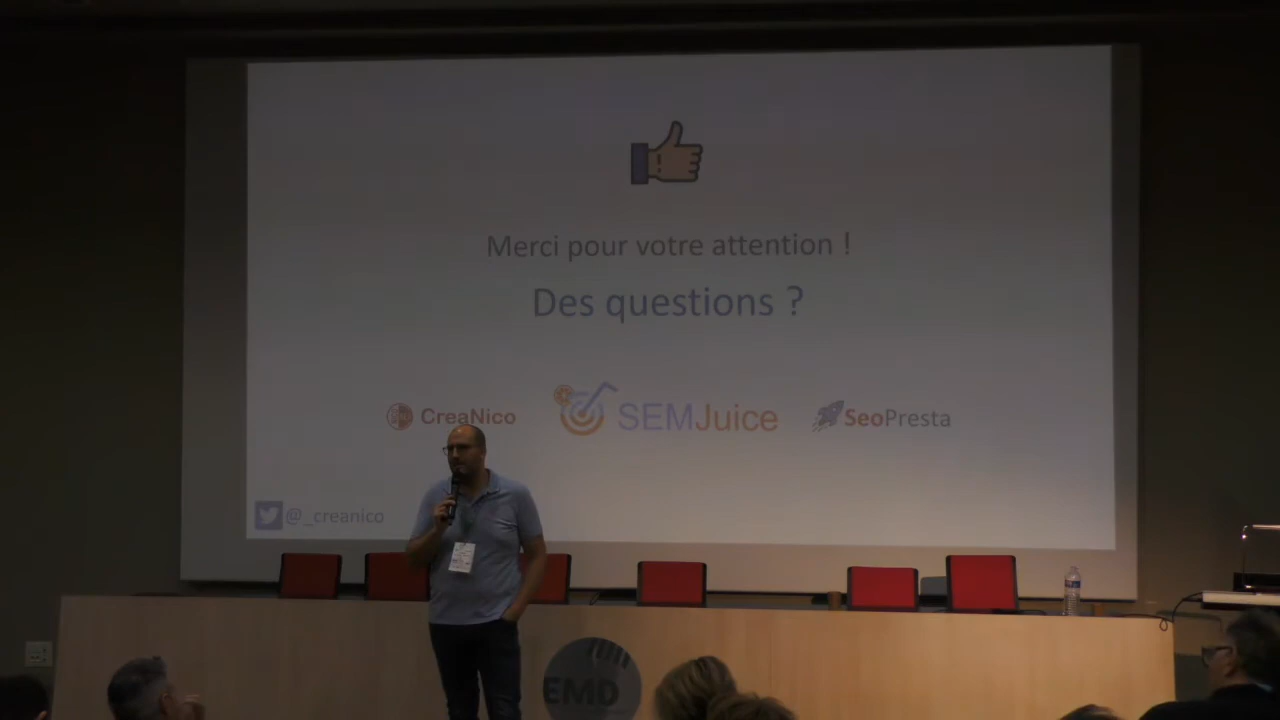 Merci pour votre attention !
Des questions ?
CreaNico
SEMJuice
SeoPresta
@_creanico
EMD